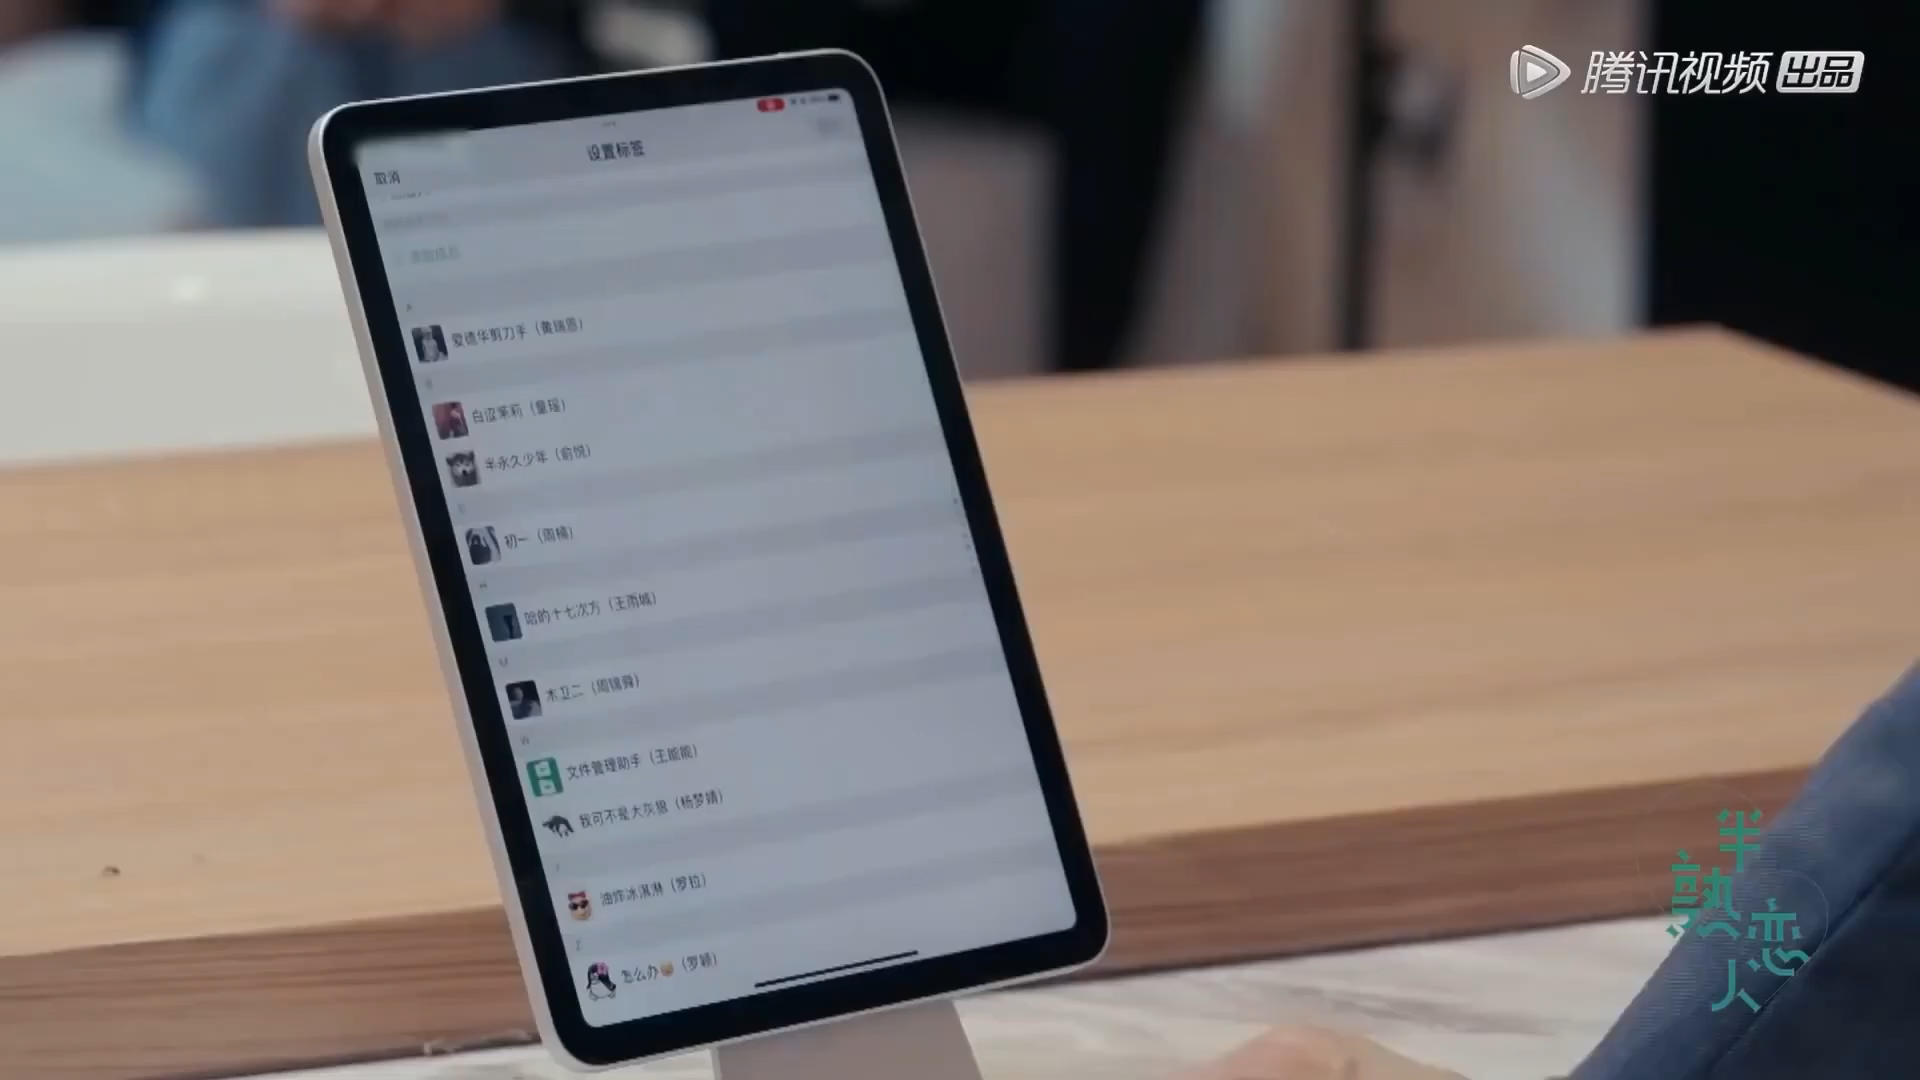 腾讯视频 出品
设置标签
取消
A
爱德华剪刀手（黄瑞恩）
白涩茉莉（童瑶）
半永久少年（俞悦）
初一（周楠）
H
哈的十七次方（王雨城）
M
木卫二（周锦舜）
W
文件管理助手（王能能）
我可不是大灰狼（杨梦婧）
油炸冰淇淋（罗拉）
Z
怎么办😄（罗颖）
半熟恋人